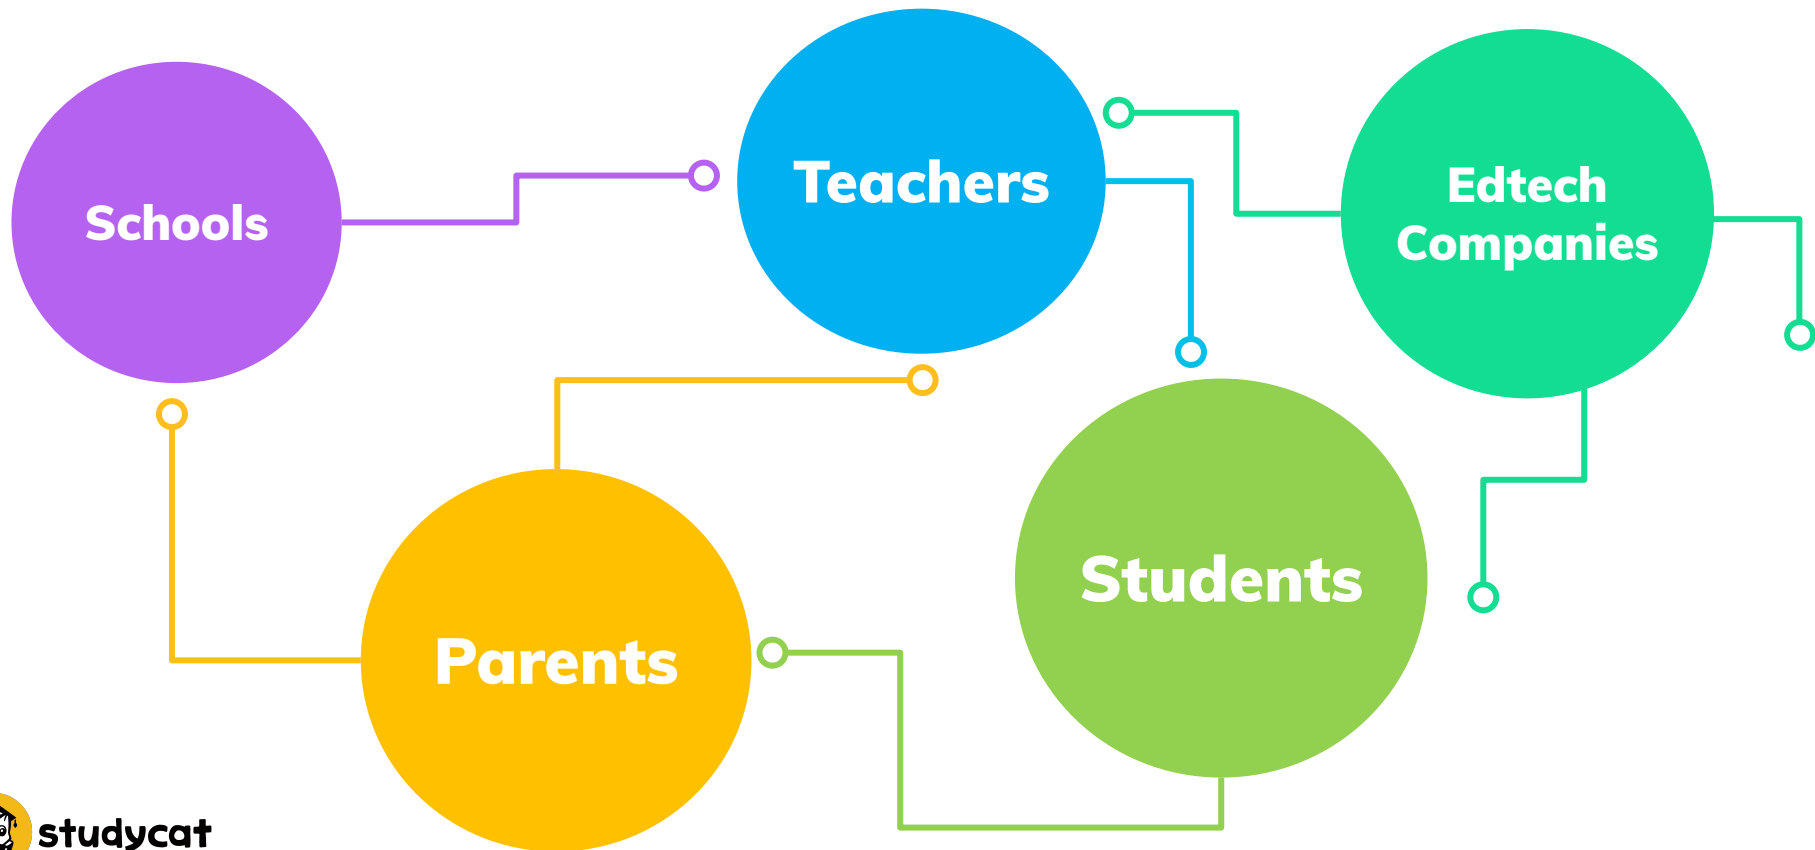 Schools
Teachers
Edtech
Companies
Parents
Students
studycat